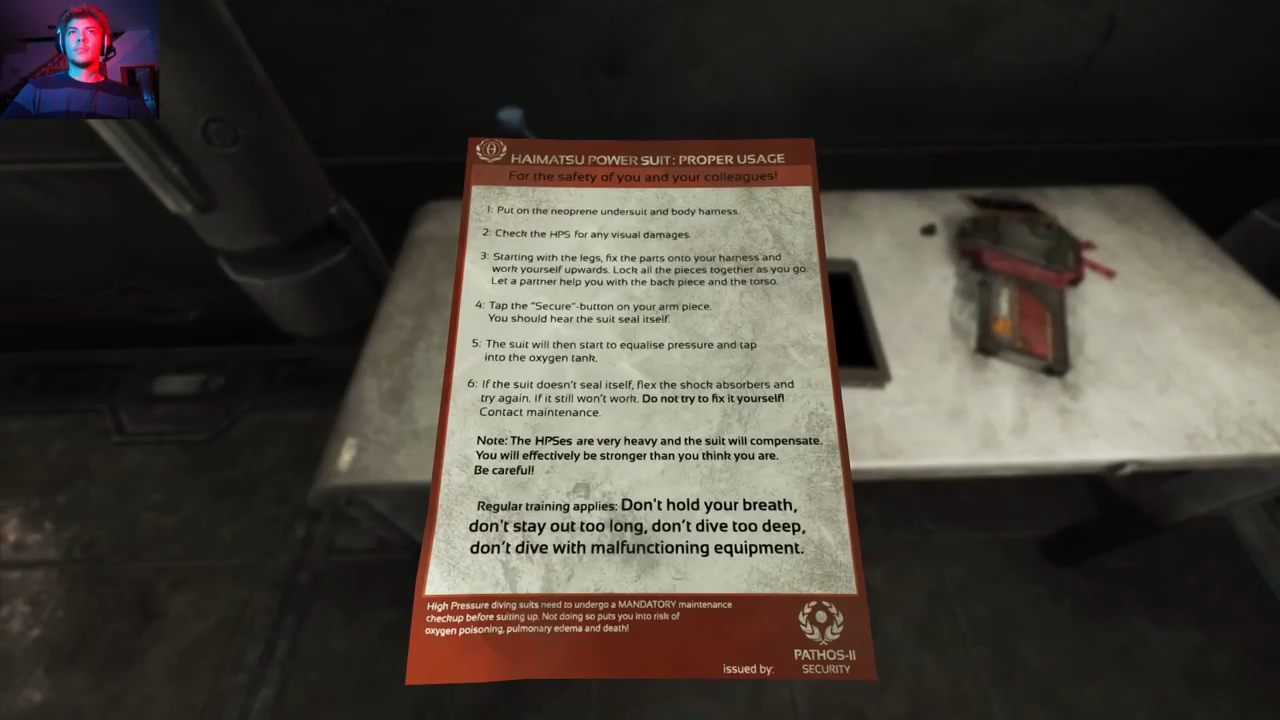 HAIMATSU POWER SUIT: PROPER USAGE
For the safety of you and your colleagues!
1: Put on the neoprene undersuit and body harness.
2: Check the HPS for any visual damages.
3: Starting with the legs, fix the parts onto your harness and
work yourself upwards. Lock all the pieces together as you go.
Let a partner help you with the back piece and the torso.
4: Tap the "Secure"-button on your arm piece.
You should hear the suit seal itself.
5: The suit will then start to equalise pressure and tap
into the oxygen tank.
6: If the suit doesn't seal itself, flex the shock absorbers and
try again. If it still won't work. Do not try to fix it yourself!
Contact maintenance.
Note: The HPSes are very heavy and the suit will compensate.
You will effectively be stronger than you think you are.
Be careful!
Regular training applies: Don't hold your breath,
don't stay out too long, don't dive too deep,
don't dive with malfunctioning equipment.
High Pressure diving suits need to undergo a MANDATORY maintenance
checkup before suiting up. Not doing so puts you into risk of
oxygen poisoning, pulmonary edema and death!
issued by:
PATHOS-II
SECURITY